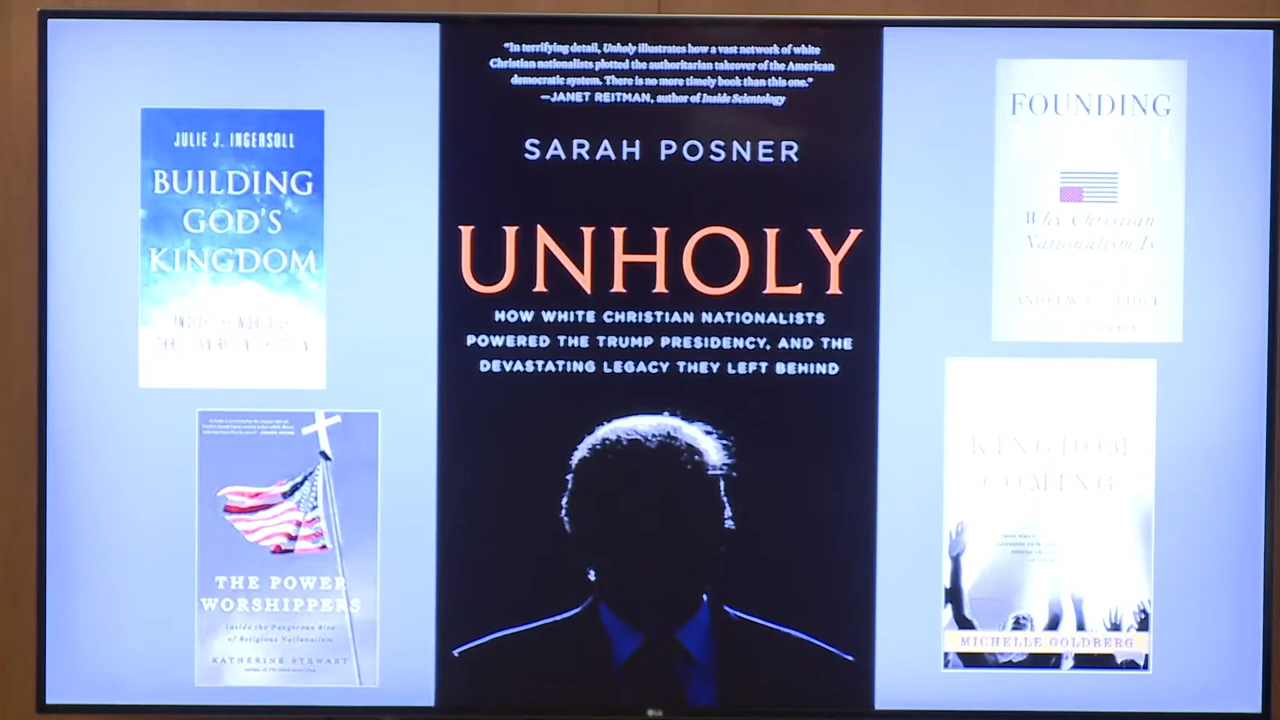 JULIE J. INGERSOLL
BUILDING
GOD'S
KINGDOM
THE POWER
WORSHIPPERS
Inside the Dangerous Rise
of Religious Nationalism
KATHERINE STEWART
"In terrifying detail, Unholy illustrates how a vast network of white
Christian nationalists plotted the authoritarian takeover of the American
democratic system. There is no more timely book than this one."
—JANET REITMAN, author of Inside Scientology
SARAH POSNER
UNHOLY
HOW WHITE CHRISTIAN NATIONALISTS
POWERED THE TRUMP PRESIDENCY, AND THE
DEVASTATING LEGACY THEY LEFT BEHIND
FOUNDING
Why Christian
Nationalism Is
KINGDOM
COMING
MICHELLE GOLDBERG
LG